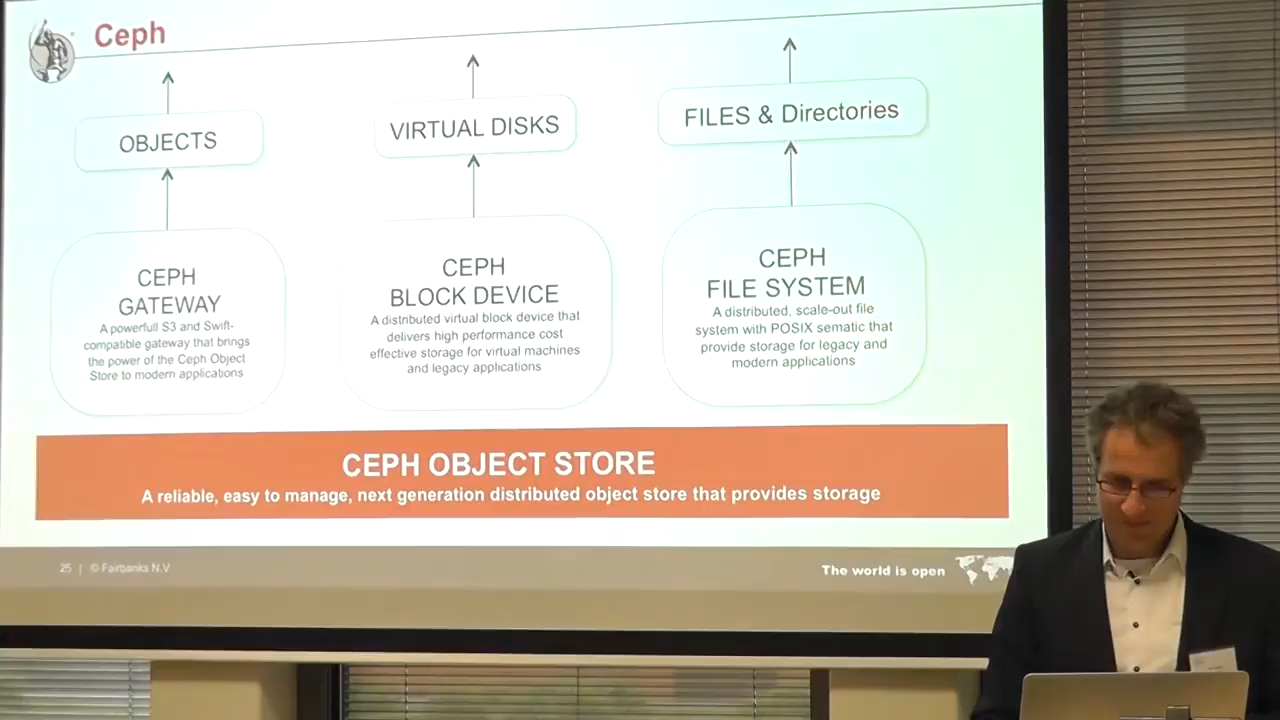 Ceph
OBJECTS
VIRTUAL DISKS
FILES & Directories
CEPH
GATEWAY
A powerfull S3 and Swift-
compatible gateway that brings
the power of the Ceph Object
Store to modern applications
CEPH
BLOCK DEVICE
A distributed virtual block device that
delivers high performance cost
effective storage for virtual machines
and legacy applications
CEPH
FILE SYSTEM
A distributed, scale-out file
system with POSIX sematic that
provide storage for legacy and
modern applications
CEPH OBJECT STORE
A reliable, easy to manage, next generation distributed object store that provides storage
25 | © Fairbanks N.V
The world is open